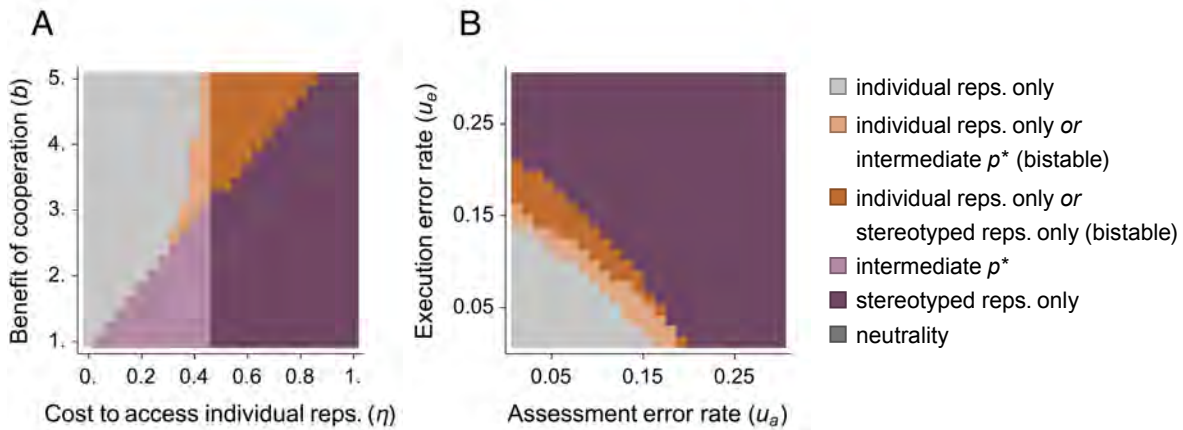 A
B
Benefit of cooperation (b)
5.
4.
3.
2.
1.
0. 0.2 0.4 0.6 0.8 1.
Cost to access individual reps. (η)
Execution error rate (uₑ)
0.25
0.15
0.05
0.05 0.15 0.25
Assessment error rate (uₐ)
individual reps. only
individual reps. only or
intermediate p* (bistable)
individual reps. only or
stereotyped reps. only (bistable)
intermediate p*
stereotyped reps. only
neutrality